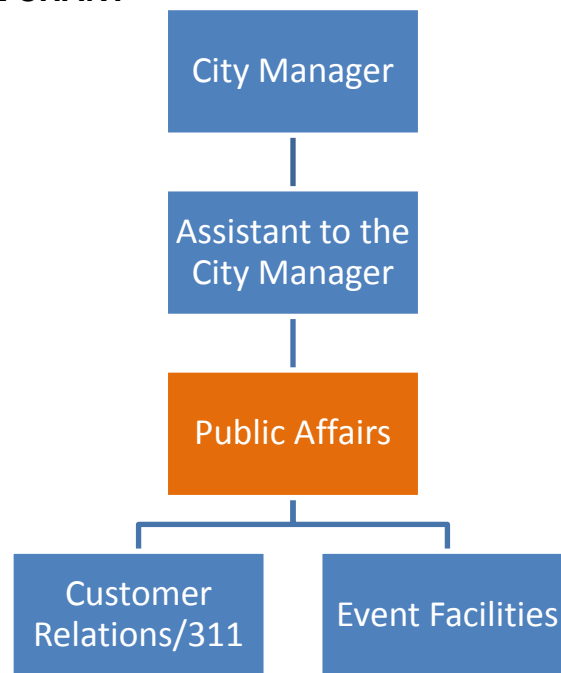 City Manager
Assistant to the
City Manager
Public Affairs
Customer
Relations/311
Event Facilities